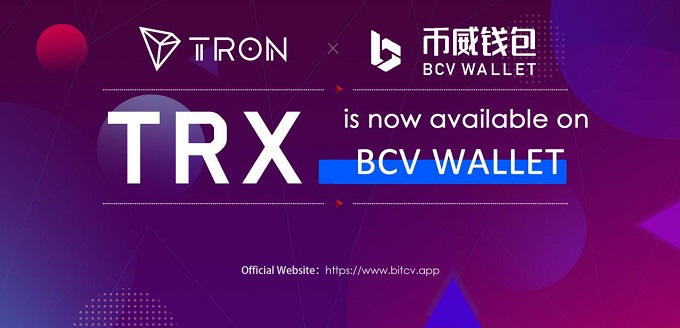 TRON × 币威钱包
BCV WALLET
TRX is now available on
BCV WALLET
Official Website: https://www.bitcv.app